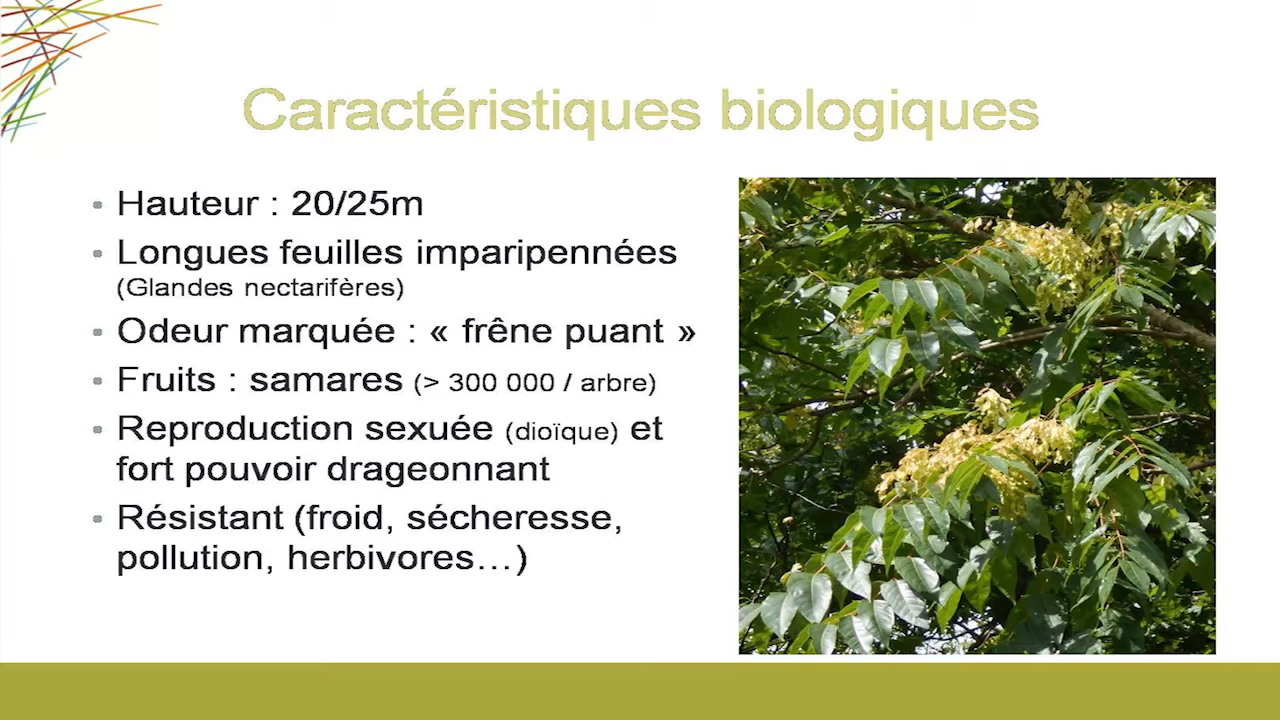 Caractéristiques biologiques
Hauteur : 20/25m
Longues feuilles imparipennées
(Glandes nectarifères)
Odeur marquée : « frêne puant »
Fruits : samares (> 300 000 / arbre)
Reproduction sexuée (dioïque) et
fort pouvoir drageonnant
Résistant (froid, sécheresse,
pollution, herbivores…)